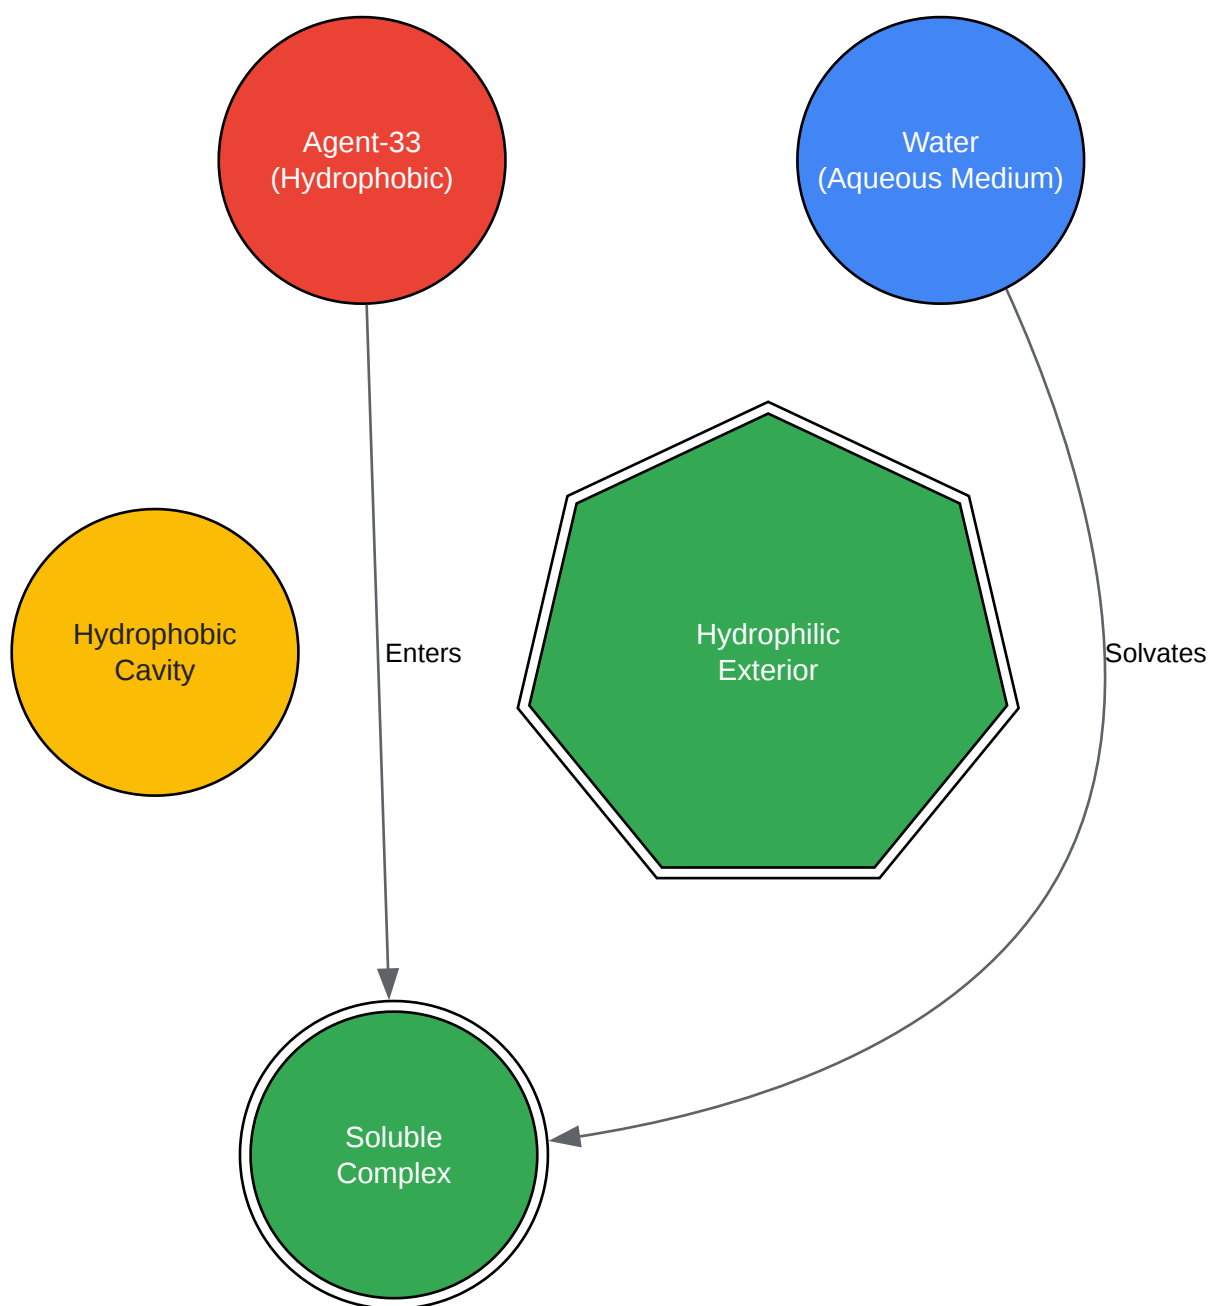 Agent-33
(Hydrophobic)
Water
(Aqueous Medium)
Hydrophobic
Cavity
Enters
Hydrophilic
Exterior
Solvates
Soluble
Complex